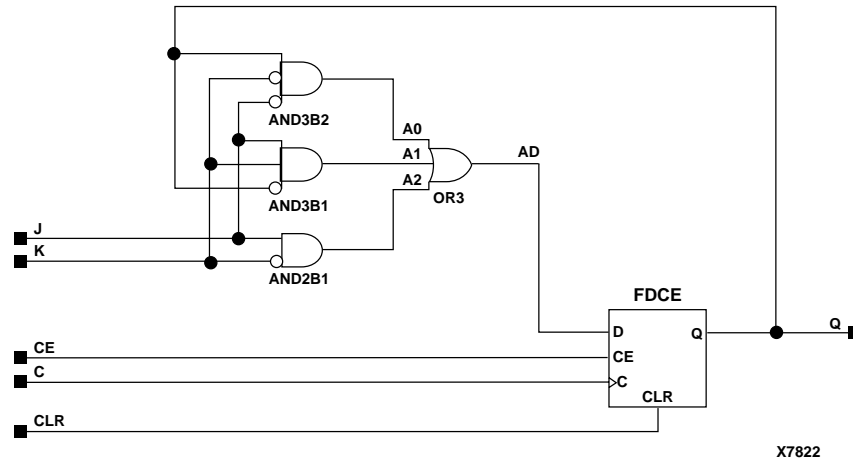 AND3B2
A0
A1
AD
A2
AND3B1
OR3
J
K
AND2B1
FDCE
D
Q
Q
CE
CE
C
C
CLR
CLR
X7822